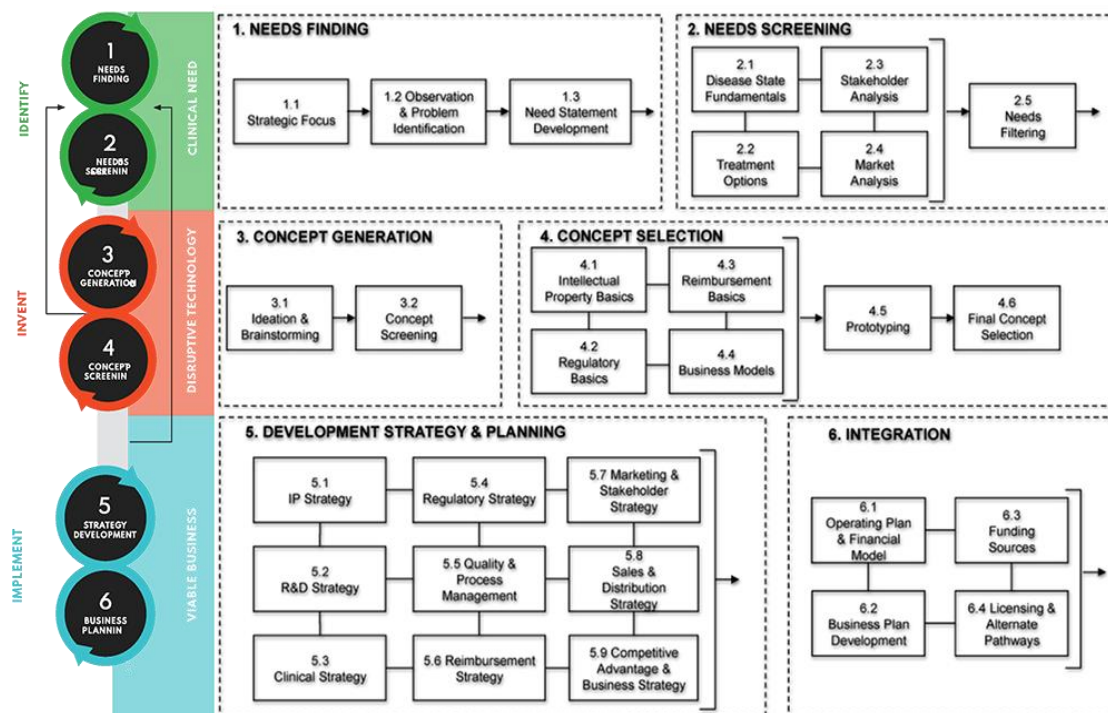 IDENTIFY
INVENT
IMPLEMENT
1
NEEDS
FINDING
2
NEEDS
3
GENERATION
4
SCREENIN
5
STRATEGY
DEVELOPMENT
6
BUSINESS
PLANNIN
CLINICAL NEED
DISRUPTIVE TECHNOLOGY
VIABLE BUSINESS
1. NEEDS FINDING
1.1
Strategic Focus
1.2 Observation
& Problem
Identification
1.3
Need Statement
Development
2. NEEDS SCREENING
2.1
Disease State
Fundamentals
2.3
Stakeholder
Analysis
2.2
Treatment
Options
2.4
Market
Analysis
2.5
Needs
Filtering
3. CONCEPT GENERATION
3.1
Ideation &
Brainstorming
3.2
Concept
Screening
4. CONCEPT SELECTION
4.1
Intellectual
Property Basics
4.3
Reimbursement
Basics
4.2
Regulatory
Basics
4.4
Business Models
4.5
Prototyping
4.6
Final Concept
Selection
5. DEVELOPMENT STRATEGY & PLANNING
5.1
IP Strategy
5.4
Regulatory Strategy
5.7 Marketing &
Stakeholder
Strategy
5.2
R&D Strategy
5.5 Quality &
Process
Management
5.8
Sales &
Distribution
Strategy
5.3
Clinical Strategy
5.6 Reimbursement
Strategy
5.9 Competitive
Advantage &
Business Strategy
6. INTEGRATION
6.1
Operating Plan
& Financial
Model
6.3
Funding
Sources
6.2
Business Plan
Development
6.4 Licensing &
Alternate
Pathways